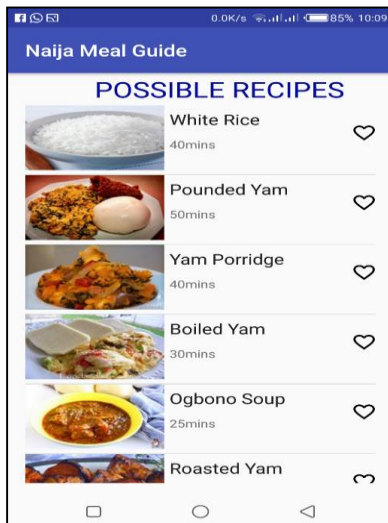 0.0K/s 85% 10:09
Naija Meal Guide
POSSIBLE RECIPES
White Rice
40mins
Pounded Yam
50mins
Yam Porridge
40mins
Boiled Yam
30mins
Ogbono Soup
25mins
Roasted Yam